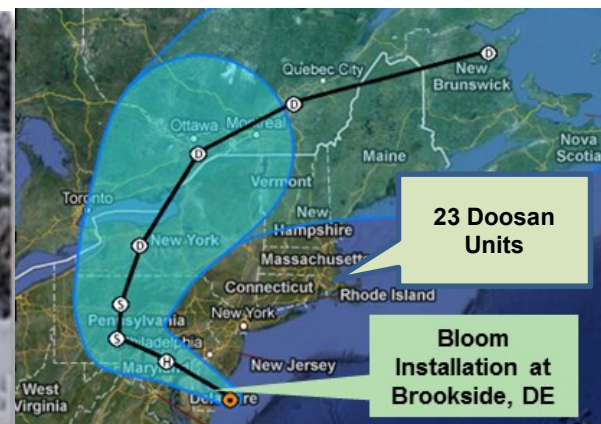 Quebec City
New
Brunswick
D
D
Nova
Scotia
Ottawa
Montreal
D
Maine
Toronto
Vermont
New
Hampshire
23 Doosan
Units
D
New York
Massachusett
Connecticut
Rhode Island
S
Pennsylvania
New York
S
Philadelphia
H
Maryland
New Jersey
West
Virginia
Delaware
Bloom
Installation at
Brookside, DE